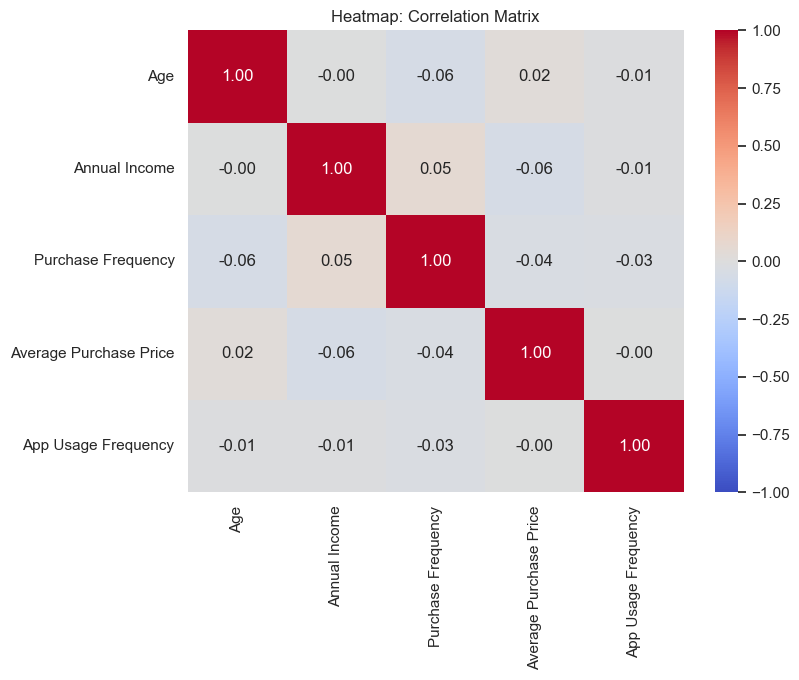 Heatmap: Correlation Matrix
Age 1.00 -0.00 -0.06 0.02 -0.01
Annual Income -0.00 1.00 0.05 -0.06 -0.01
Purchase Frequency -0.06 0.05 1.00 -0.04 -0.03
Average Purchase Price 0.02 -0.06 -0.04 1.00 -0.00
App Usage Frequency -0.01 -0.01 -0.03 -0.00 1.00
Age
Annual Income
Purchase Frequency
Average Purchase Price
App Usage Frequency
1.00
0.75
0.50
0.25
0.00
−0.25
−0.50
−0.75
−1.00